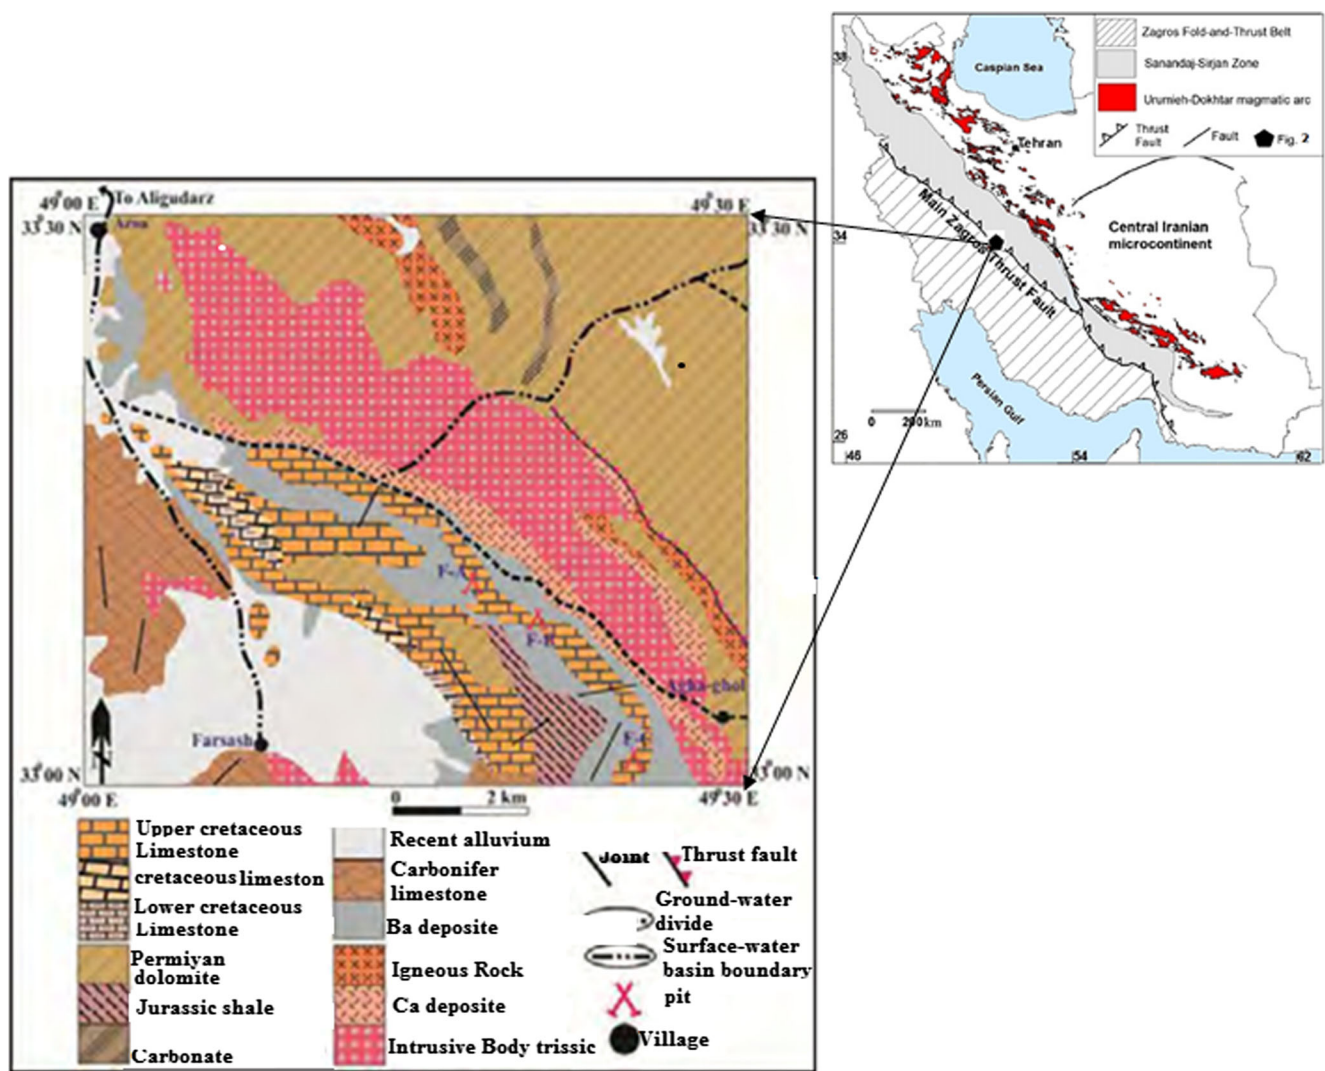 Zagros Fold-and-Thrust Belt
Sanandaj-Sirjan Zone
Urumieh-Dokhtar magmatic arc
Thrust
Fault
Fault
Fig. 2
Caspian Sea
Tehran
Central Iranian
microcontinent
Main Zagros Thrust Fault
Persian Gulf
0 200 km
38
34
26
46
54
62
To Aligudarz
49 00 E
49 30 E
33 30 N
33 30 N
Arna
F-A
F-B
Agha-ghol
F-C
Farsash
N
33 00 N
33 00 N
49 00 E
49 30 E
0 2 km
Upper cretaceous
Limestone
cretaceous limeston
Lower cretaceous
Limestone
Permiyan
dolomite
Jurassic shale
Carbonate
Recent alluvium
Carbonifer
limestone
Ba deposite
Igneous Rock
Ca deposite
Intrusive Body trissic
Joint
Thrust fault
Ground-water
divide
Surface-water
basin boundary
pit
Village